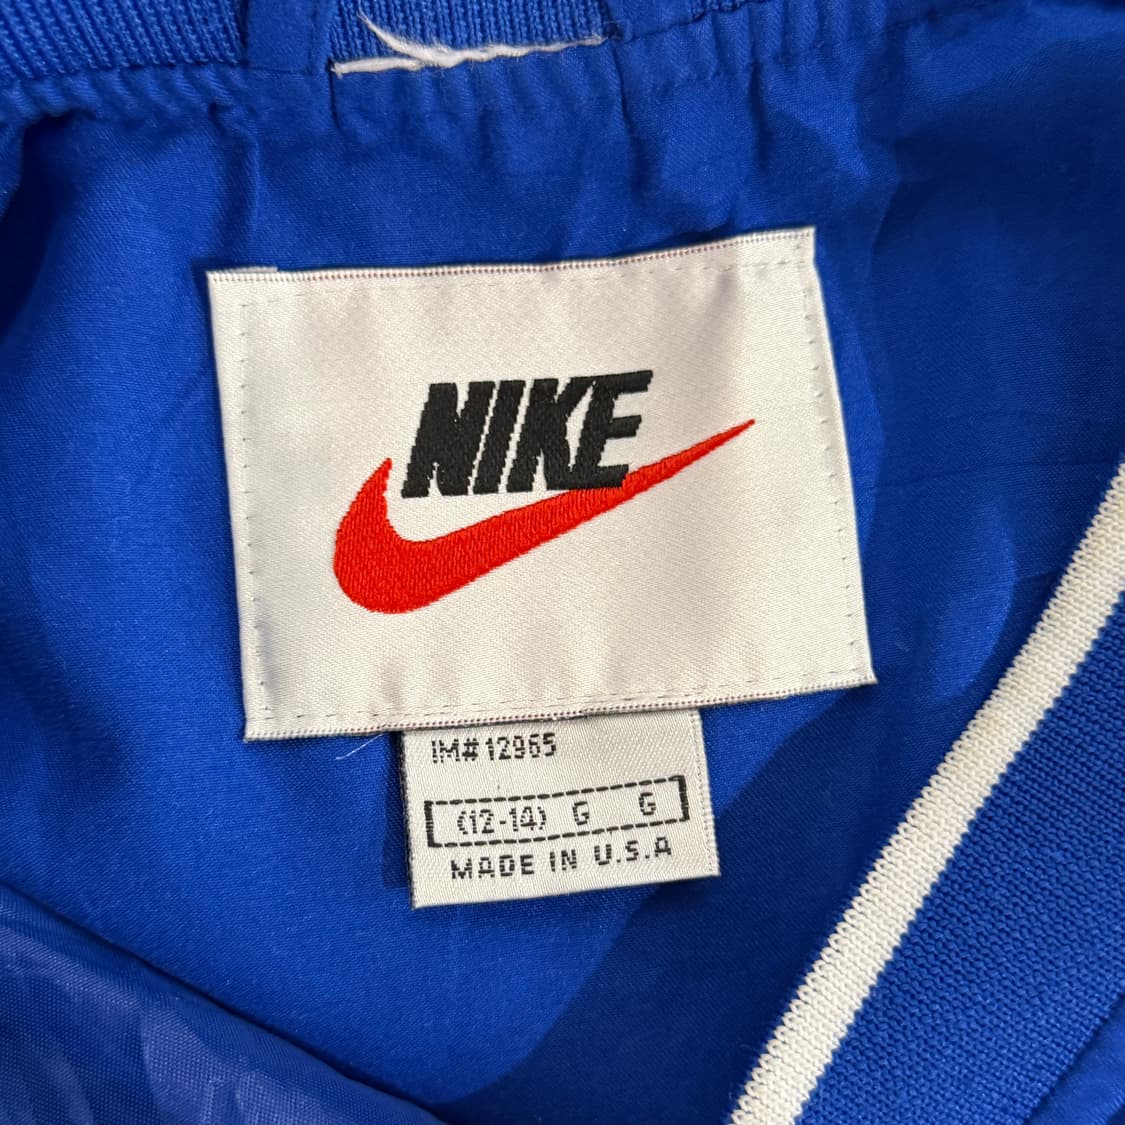 NIKE
IM# 12965
(12-14) G G
MADE IN U.S.A